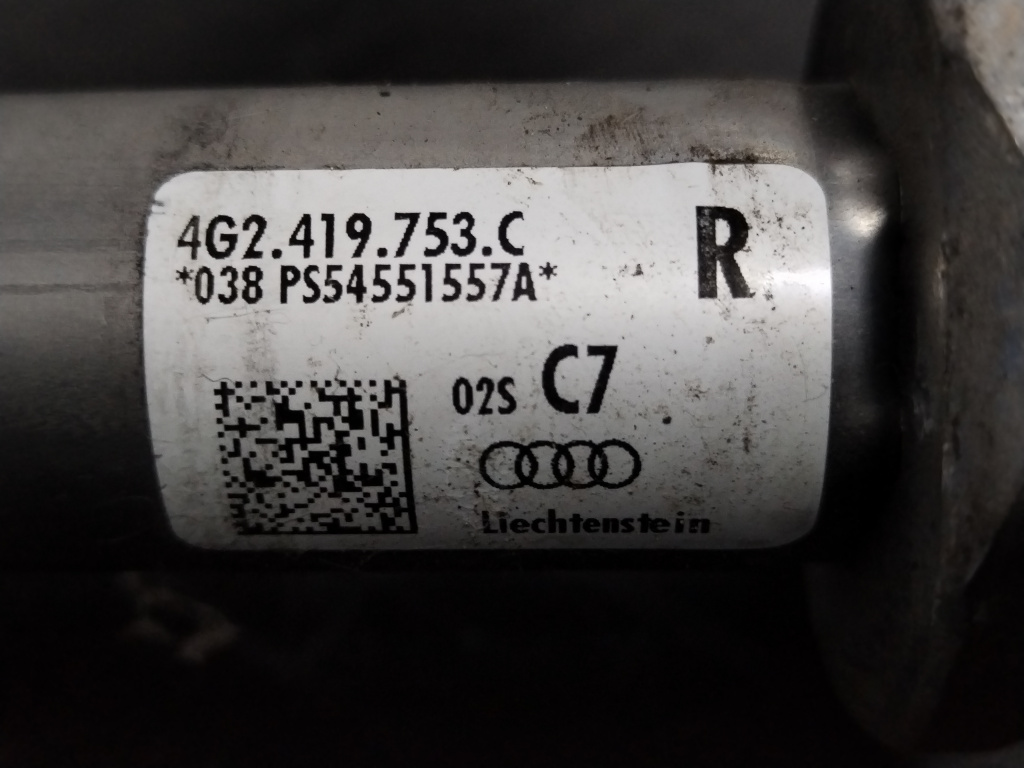 4G2.419.753.C
R
*038 PS54551557A*
02S C7
Liechtenstein